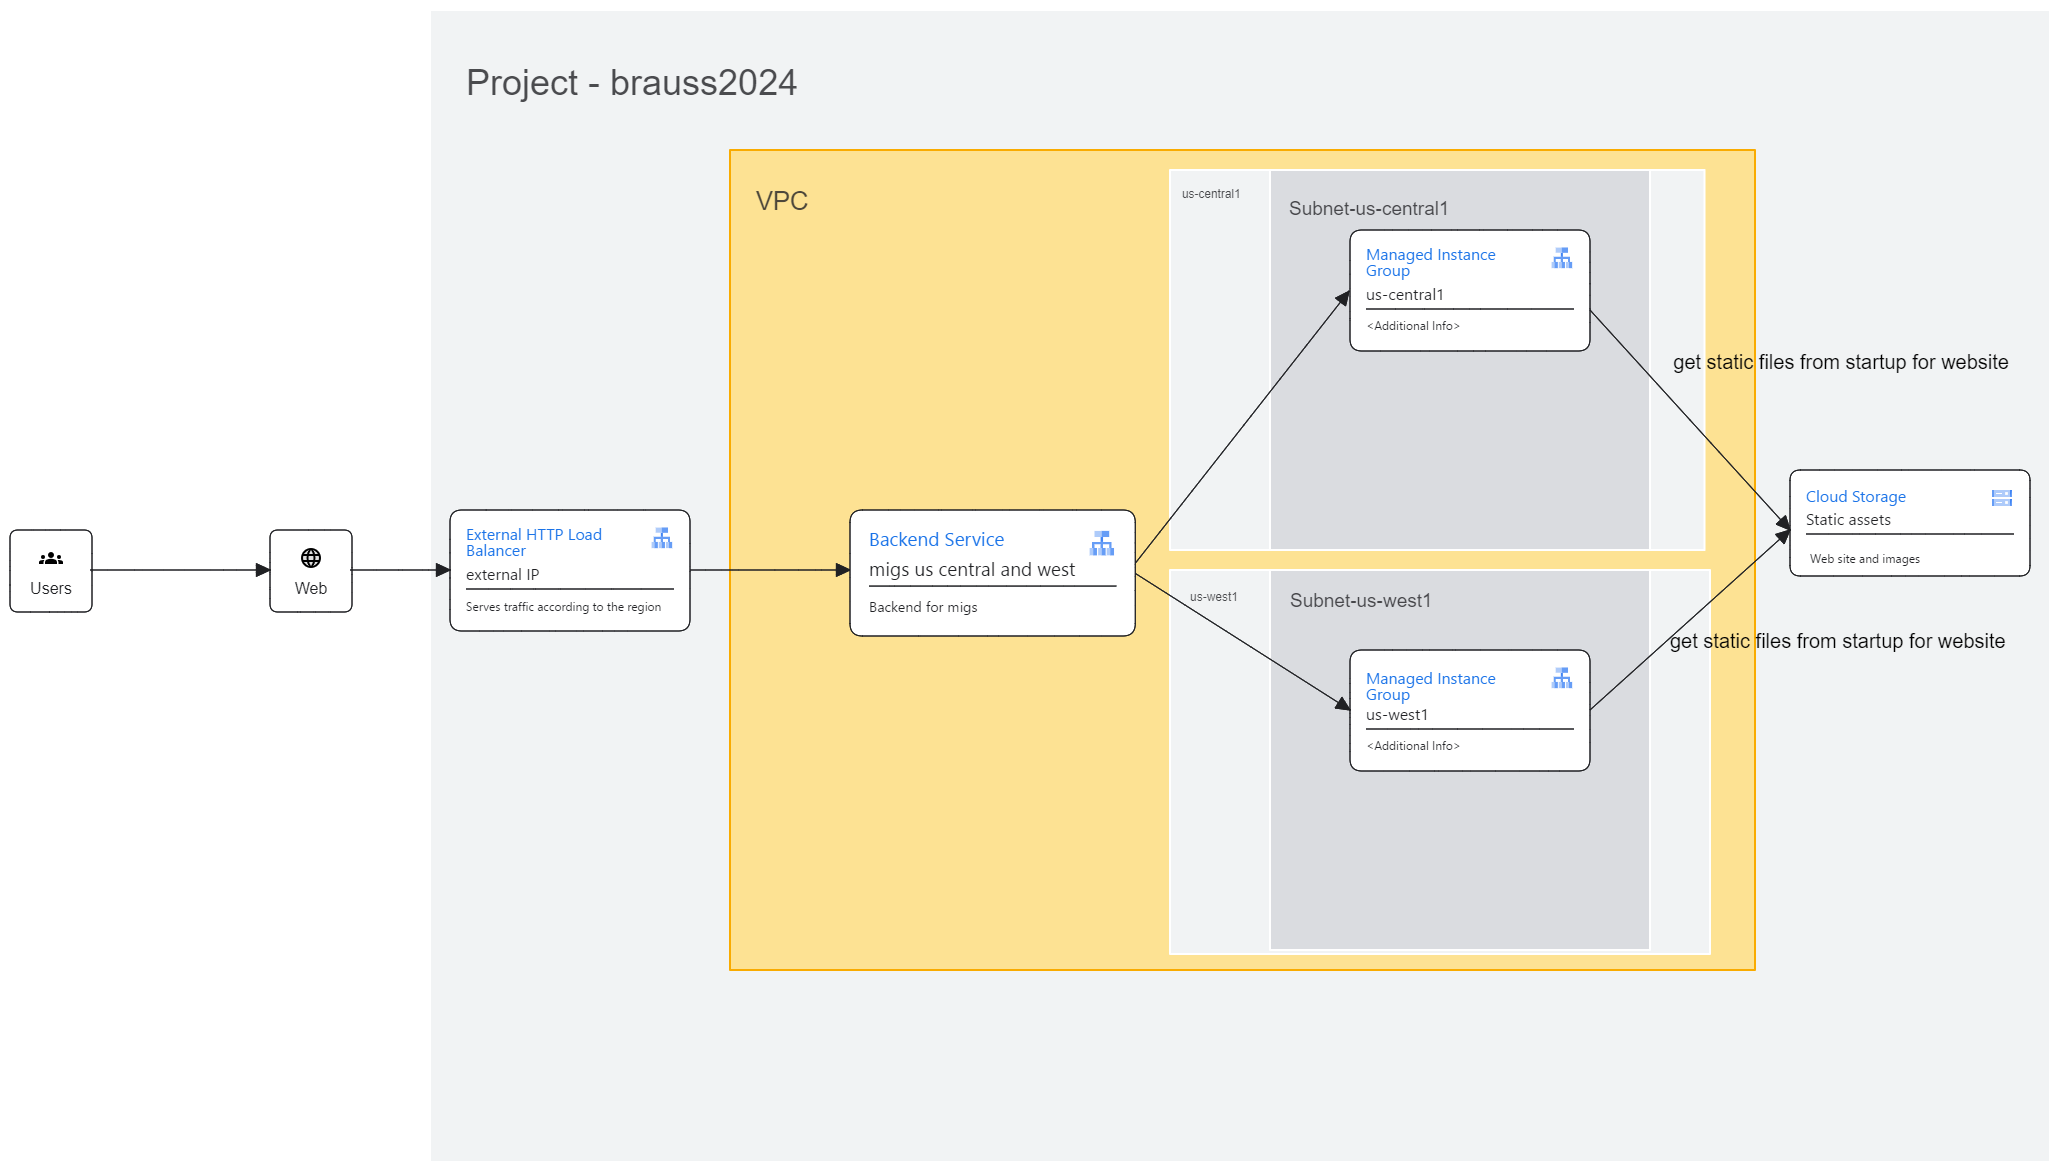 Project - brauss2024
VPC
us-central1
Subnet-us-central1
Managed Instance
Group
us-central1
<Additional Info>
get static files from startup for website
Users
Web
External HTTP Load
Balancer
external IP
Serves traffic according to the region
Backend Service
migs us central and west
Backend for migs
Cloud Storage
Static assets
Web site and images
us-west1
Subnet-us-west1
get static files from startup for website
Managed Instance
Group
us-west1
<Additional Info>